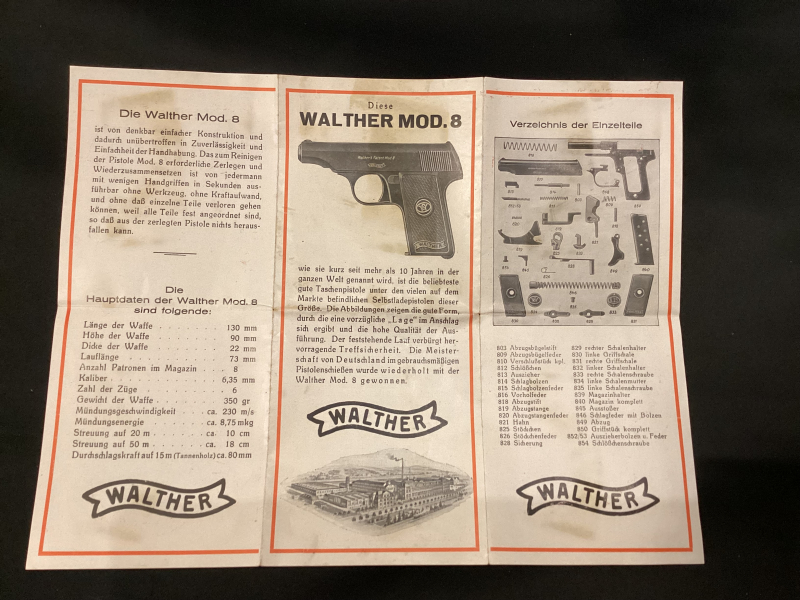 Die Walther Mod. 8
ist von denkbar einfacher Konstruktion und
dadurch unübertroffen in Zuverlässigkeit und
Einfachheit der Handhabung. Das zum Reinigen
der Pistole Mod. 8 erforderliche Zerlegen und
Wiederzusammensetzen ist von jedermann
mit wenigen Handgriffen in Sekunden aus-
führbar ohne Werkzeug, ohne Kraftaufwand,
und ohne daß einzelne Teile verloren gehen
können, weil alle Teile fest angeordnet sind,
so daß aus der zerlegten Pistole nichts heraus-
fallen kann.
Die
Hauptdaten der Walther Mod. 8
sind folgende:
Länge der Waffe 130 mm
Höhe der Waffe 90 mm
Dicke der Waffe 22 mm
Lauflänge 73 mm
Anzahl Patronen im Magazin 8
Kaliber 6,35 mm
Zahl der Züge 6
Gewicht der Waffe 350 gr
Mündungsgeschwindigkeit ca. 230 m/s
Mündungsenergie ca. 8,75 mkg
Streuung auf 20 m ca. 10 cm
Streuung auf 50 m ca. 18 cm
Durchschlagskraft auf 15 m (Tannenholz) ca. 80 mm
WALTHER
Diese
WALTHER MOD. 8
WALTHER
wie sie kurz seit mehr als 10 Jahren in der
ganzen Welt genannt wird, ist die beliebteste
gute Taschenpistole unter den vielen auf dem
Markte befindlichen Selbstladepistolen dieser
Größe. Die Abbildungen zeigen die gute Form,
durch die eine vorzügliche „Lage“ im Anschlag
sich ergibt und die hohe Qualität der Aus-
führung. Der feststehende Lauf verbürgt her-
vorragende Treffsicherheit. Die Meister-
schaft von Deutschland im gebrauchsmäßigen
Pistolenschießen wurde wiederholt mit der
Walther Mod. 8 gewonnen.
WALTHER
Verzeichnis der Einzelteile
803 Abzugsbügelstift
809 Abzugsbügelfeder
810 Verschlußstück kpl.
812 Schlößchen
813 Auszieher
814 Schlagbolzen
815 Schlagbolzenfeder
816 Vorholfeder
818 Abzugstift
819 Abzugstange
820 Abzugstangenfeder
821 Hahn
825 Stöckchen
826 Stöckchenfeder
828 Sicherung
829 rechter Schalenhalter
830 linke Griffschale
831 rechte Griffschale
832 linker Schalenhalter
833 rechte Schalenschraube
834 linke Schalenmutter
835 linke Schalenschraube
839 Magazinhalter
840 Magazin komplett
845 Ausstoßer
846 Schlagfeder mit Bolzen
849 Abzug
850 Griffstück komplett
852/53 Auszieherbolzen u. Feder
854 Schlößchenschraube
WALTHER